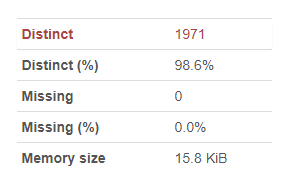 Distinct 1971
Distinct (%) 98.6%
Missing 0
Missing (%) 0.0%
Memory size 15.8 KiB